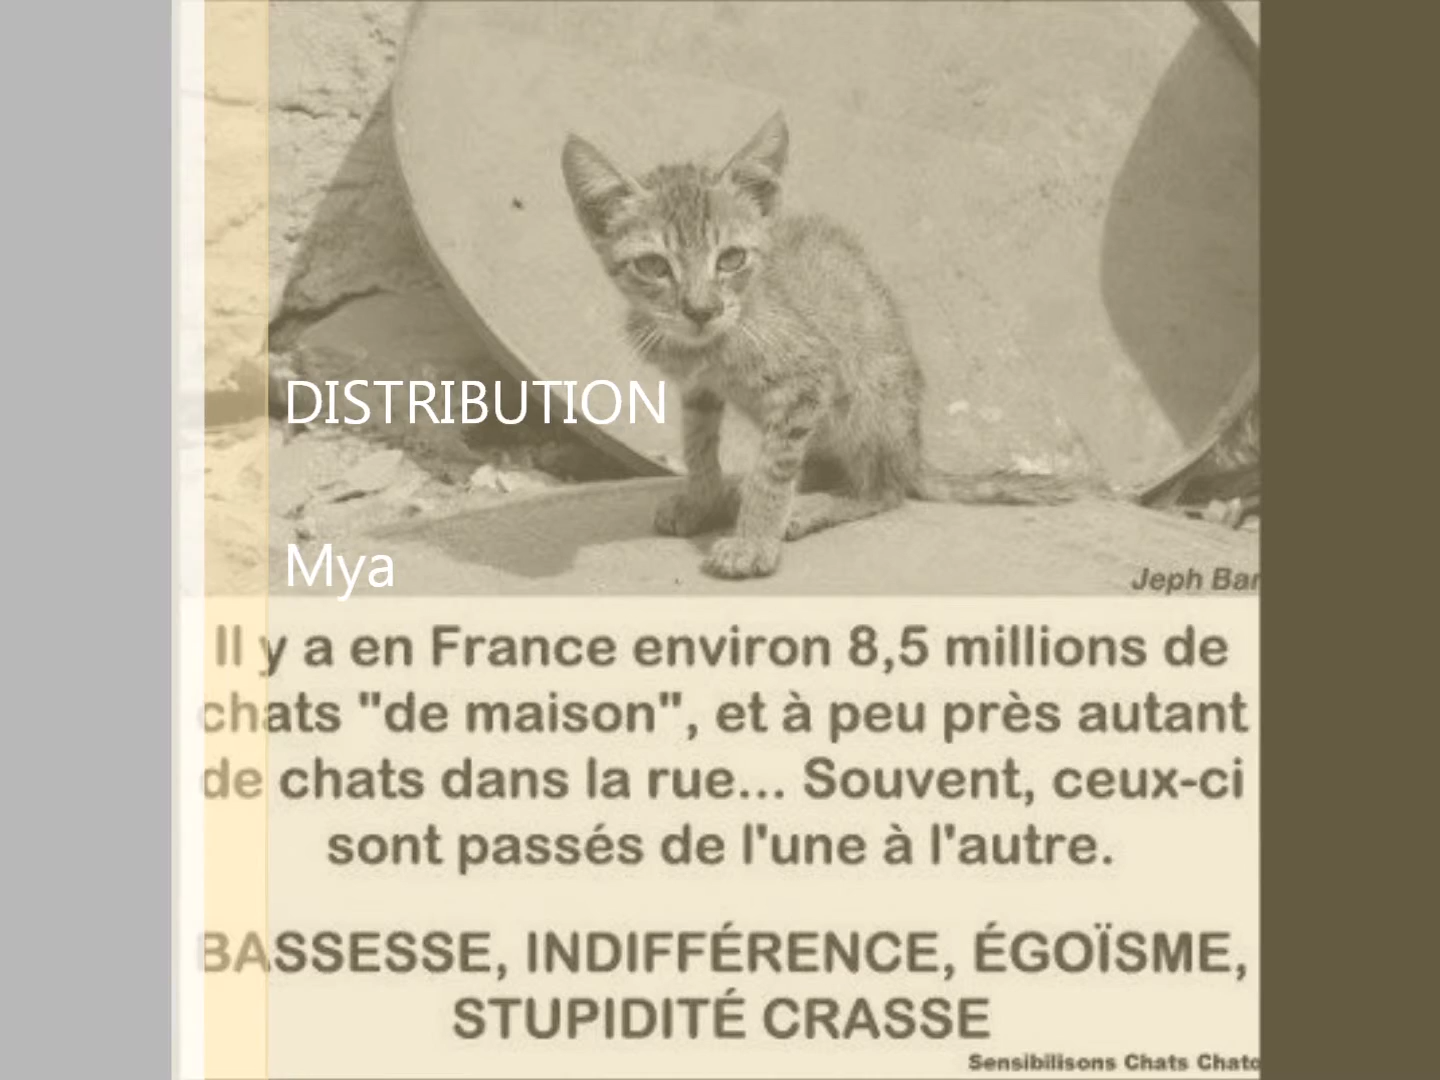 DISTRIBUTION
Mya
Jeph Bar
Il y a en France environ 8,5 millions de
chats "de maison", et à peu près autant
de chats dans la rue... Souvent, ceux-ci
sont passés de l'une à l'autre.
BASSESSE, INDIFFÉRENCE, ÉGOÏSME,
STUPIDITÉ CRASSE
Sensibilisons Chats Chato